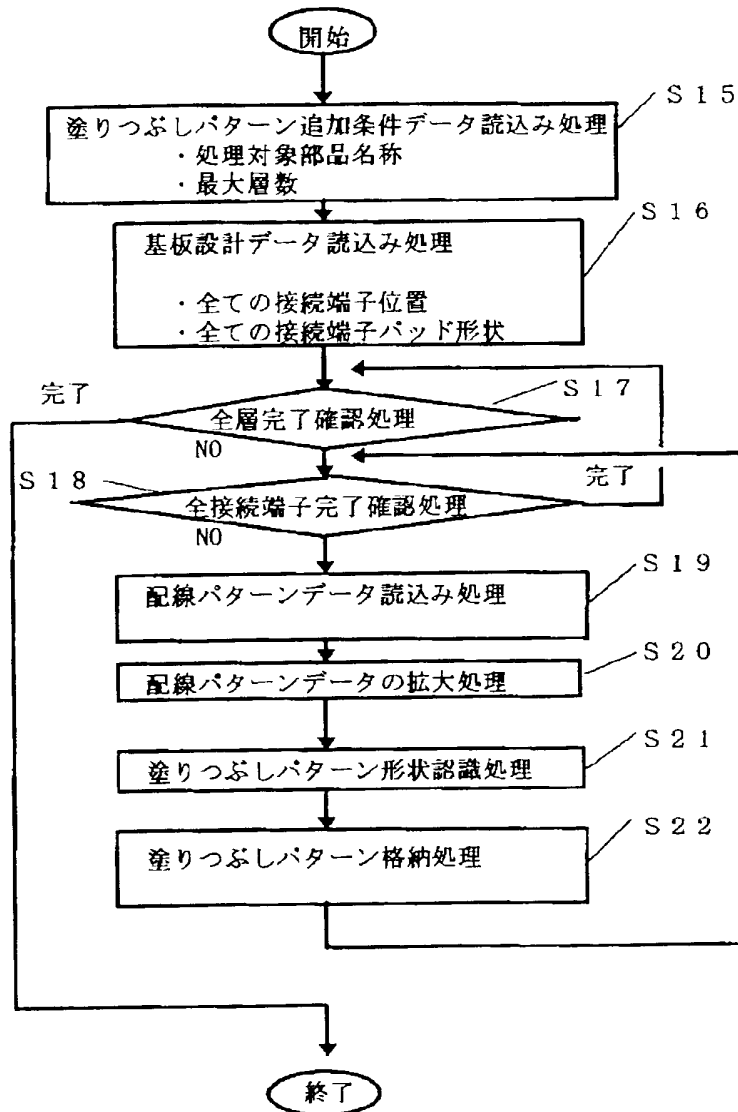 開始
S15
塗りつぶしパターン追加条件データ読込み処理
・処理対象部品名称
・最大層数
S16
基板設計データ読込み処理
・全ての接続端子位置
・全ての接続端子パッド形状
完了
S17
全層完了確認処理
NO
S18
完了
全接続端子完了確認処理
NO
S19
配線パターンデータ読込み処理
S20
配線パターンデータの拡大処理
S21
塗りつぶしパターン形状認識処理
S22
塗りつぶしパターン格納処理
終了